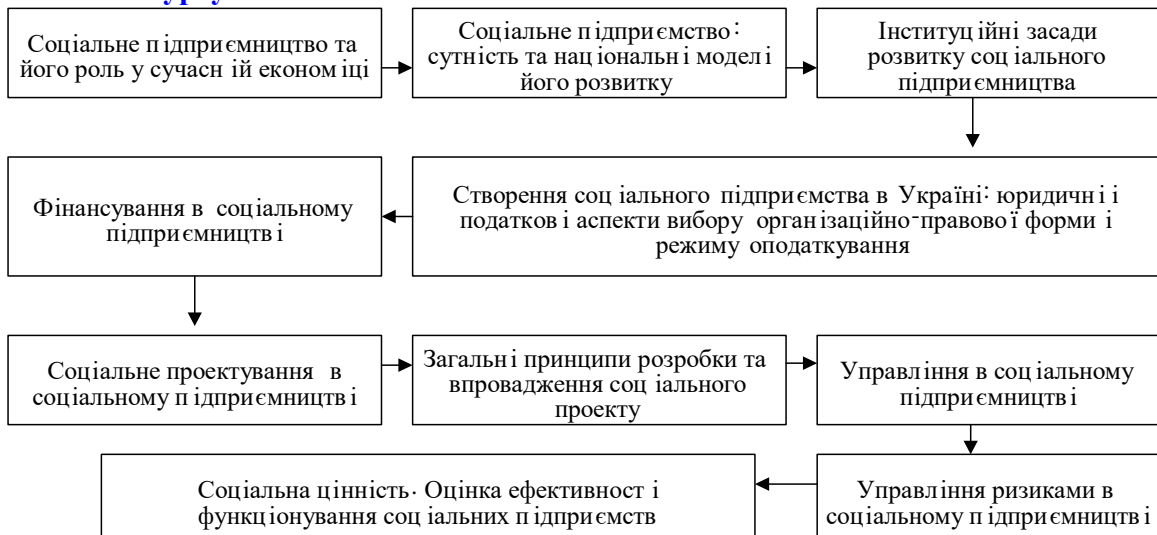 Соціальне підприємництво та
його роль у сучасній економіці
Соціальне підприємство:
сутність та національні моделі
його розвитку
Інституційні засади
розвитку соціального
підприємництва
Створення соціального підприємства в Україні: юридичні і
податкові аспекти вибору організаційно-правової форми і
режиму оподаткування
Фінансування в соціальному
підприємництві
Соціальне проектування в
соціальному підприємництві
Загальні принципи розробки та
впровадження соціального
проекту
Управління в соціальному
підприємництві
Управління ризиками в
соціальному підприємництві
Соціальна цінність. Оцінка ефективності
функціонування соціальних підприємств